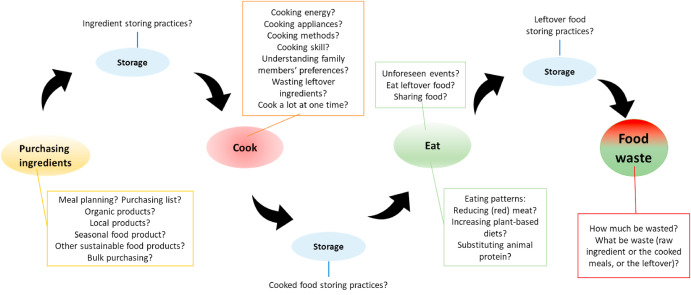 Ingredient storing practices?
Storage
Purchasing
ingredients
Meal planning? Purchasing list?
Organic products?
Local products?
Seasonal food product?
Other sustainable food products?
Bulk purchasing?
Cooking energy?
Cooking appliances?
Cooking methods?
Cooking skill?
Understanding family
members' preferences?
Wasting leftover
ingredients?
Cook a lot at one time?
Cook
Storage
Cooked food storing practices?
Unforeseen events?
Eat leftover food?
Sharing food?
Eat
Eating patterns:
Reducing (red) meat?
Increasing plant-based
diets?
Substituting animal
protein?
Leftover food
storing practices?
Storage
Food
waste
How much be wasted?
What be waste (raw
ingredient or the cooked
meals, or the leftover)?